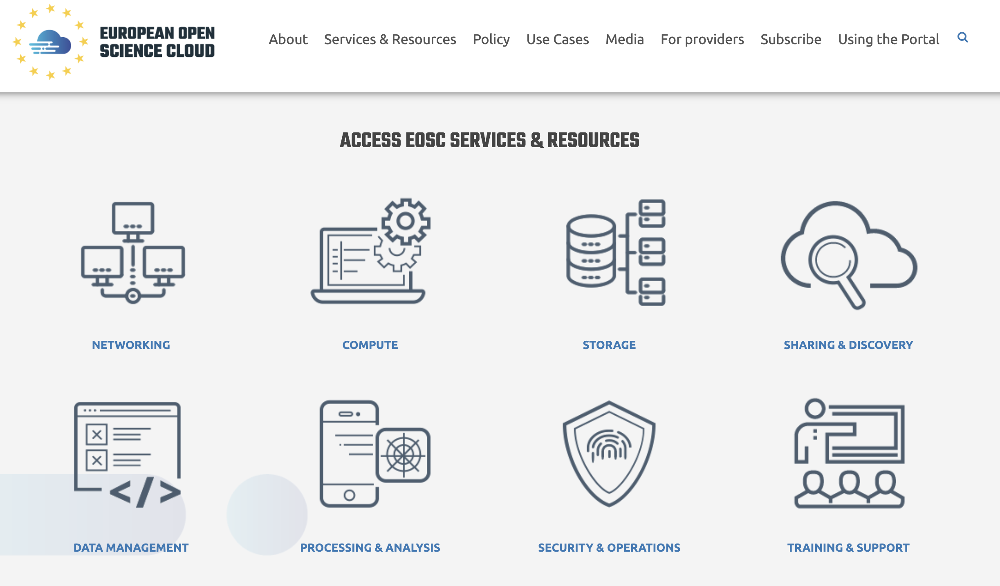 EUROPEAN OPEN
SCIENCE CLOUD
About Services & Resources Policy Use Cases Media For providers Subscribe Using the Portal
ACCESS EOSC SERVICES & RESOURCES
NETWORKING COMPUTE STORAGE SHARING & DISCOVERY
DATA MANAGEMENT PROCESSING & ANALYSIS SECURITY & OPERATIONS TRAINING & SUPPORT